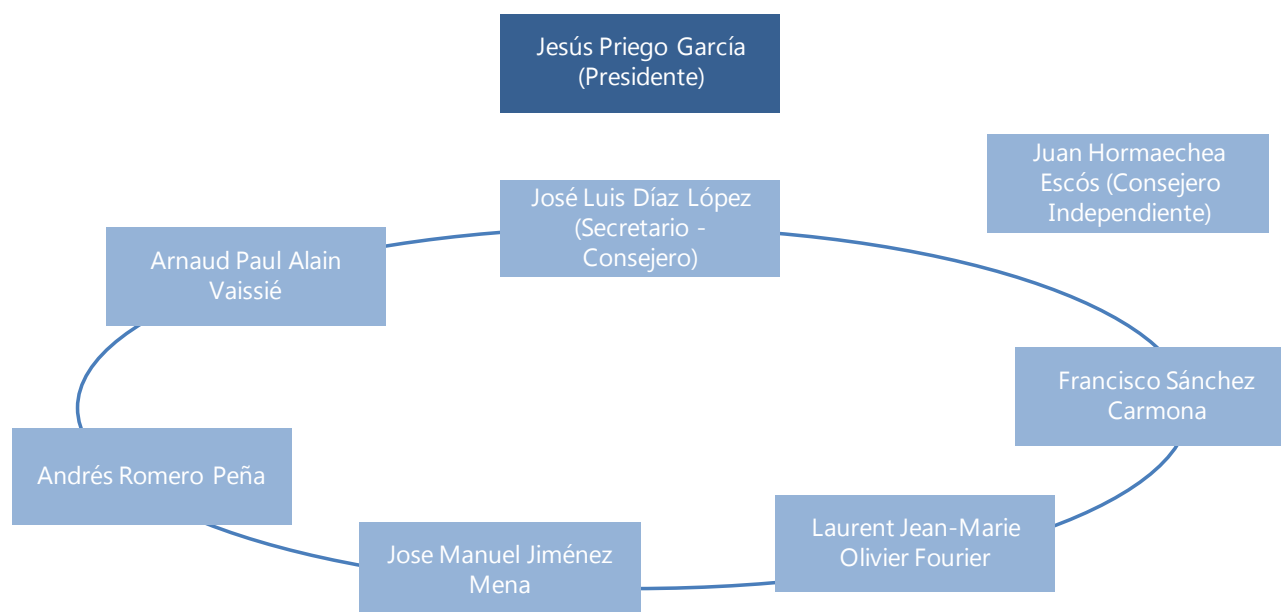 Jesús Priego García
(Presidente)
Juan Hormaechea
Escós (Consejero
Independiente)
José Luis Díaz López
(Secretario -
Consejero)
Arnaud Paul Alain
Vaissié
Francisco Sánchez
Carmona
Andrés Romero Peña
Laurent Jean-Marie
Olivier Fourier
Jose Manuel Jiménez
Mena